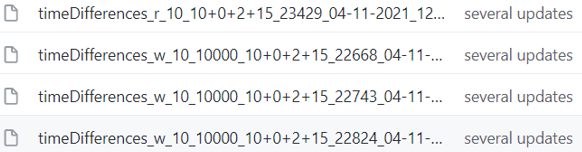 timeDifferences_r_10_10+0+2+15_23429_04-11-2021_12... several updates
timeDifferences_w_10_10000_10+0+2+15_22668_04-11-... several updates
timeDifferences_w_10_10000_10+0+2+15_22743_04-11-... several updates
timeDifferences_w_10_10000_10+0+2+15_22824_04-11-... several updates